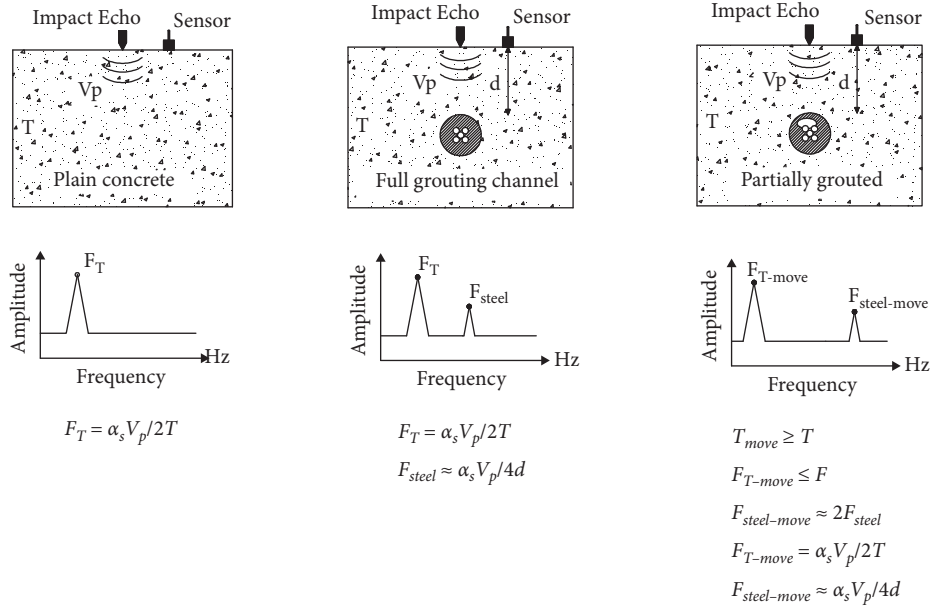 Impact Echo Sensor
Vp
T
Plain concrete
Amplitude
F_T
Hz
Frequency
F_T = α_s V_p/2T
Impact Echo Sensor
Vp d
T
Full grouting channel
Amplitude
F_T
F_steel
Hz
Frequency
F_T = α_s V_p/2T
F_steel ≈ α_s V_p/4d
Impact Echo Sensor
Vp d
T
Partially grouted
Amplitude
F_T-move
F_steel-move
Hz
Frequency
T_move ≥ T
F_T–move ≤ F
F_steel–move ≈ 2F_steel
F_T–move = α_s V_p/2T
F_steel–move ≈ α_s V_p/4d